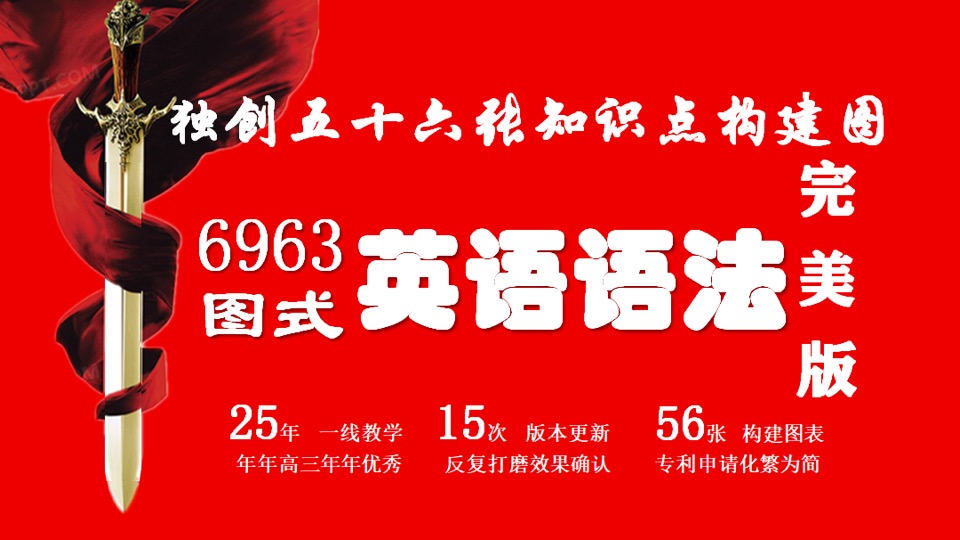 独创五十六张知识点构建图
6963
图式
英语语法
完美版
25年 一线教学
年年高三年年优秀
15次 版本更新
反复打磨效果确认
56张 构建图表
专利申请化繁为简